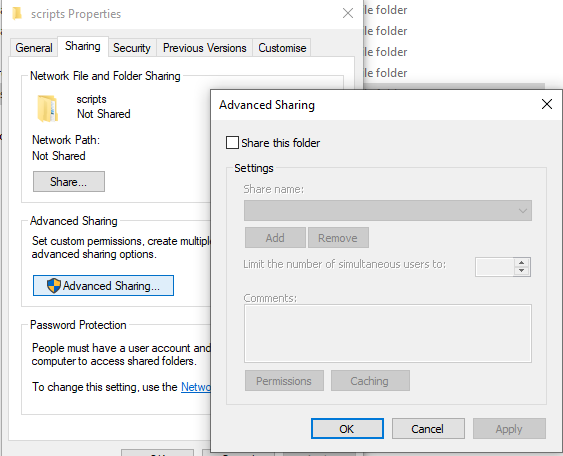 scripts Properties
le folder
le folder
le folder
le folder
General
Sharing
Security
Previous Versions
Customise
Network File and Folder Sharing
scripts
Not Shared
Network Path:
Not Shared
Share...
Advanced Sharing
Set custom permissions, create multiple
advanced sharing options.
Advanced Sharing...
Password Protection
People must have a user account and
computer to access shared folders.
To change this setting, use the Netwo
Advanced Sharing
Share this folder
Settings
Share name:
Add
Remove
Limit the number of simultaneous users to:
Comments:
Permissions
Caching
OK
Cancel
Apply